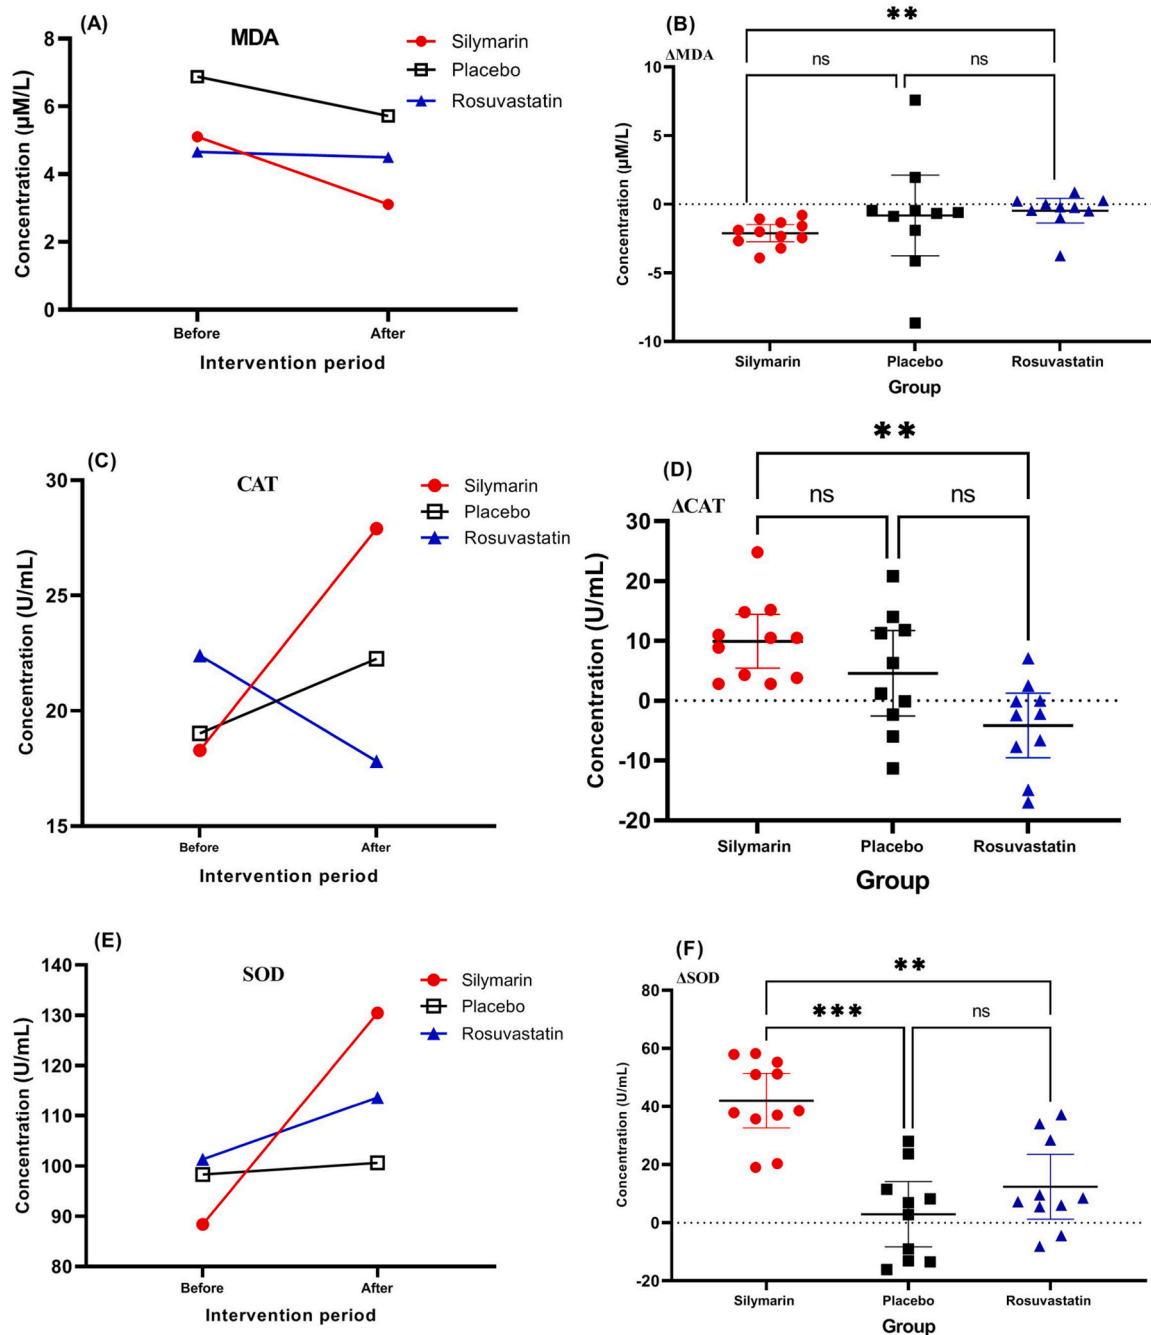 (A)
MDA
Silymarin
Placebo
Rosuvastatin
Concentration (µM/L)
8
6
4
2
0
Before
After
Intervention period
(B)
ΔMDA
**
ns
ns
Concentration (µM/L)
10
5
0
-5
-10
Silymarin
Placebo
Rosuvastatin
Group
(C)
CAT
Silymarin
Placebo
Rosuvastatin
Concentration (U/mL)
30
25
20
15
Before
After
Intervention period
(D)
ΔCAT
**
ns
ns
Concentration (U/mL)
30
20
10
0
-10
-20
Silymarin
Placebo
Rosuvastatin
Group
(E)
SOD
Silymarin
Placebo
Rosuvastatin
Concentration (U/mL)
140
130
120
110
100
90
80
Before
After
Intervention period
(F)
ΔSOD
**
***
ns
Concentration (U/mL)
80
60
40
20
0
-20
Silymarin
Placebo
Rosuvastatin
Group